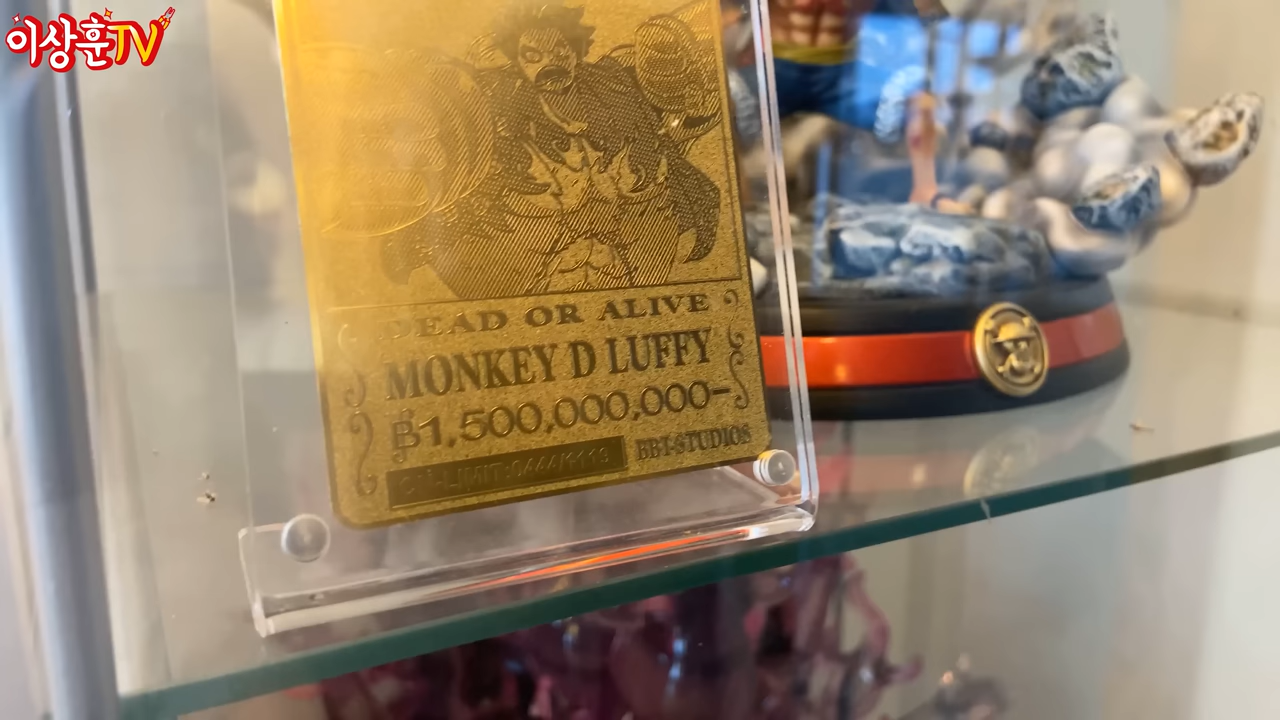 이상훈TV
DEAD OR ALIVE
MONKEY D LUFFY
฿1,500,000,000-
BBT-STUDIOS